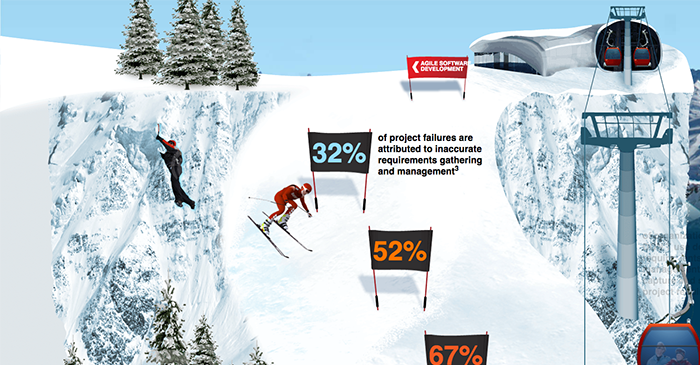 AGILE SOFTWARE
DEVELOPMENT
32%
of project failures are
attributed to inaccurate
requirements gathering
and management³
52%
67%